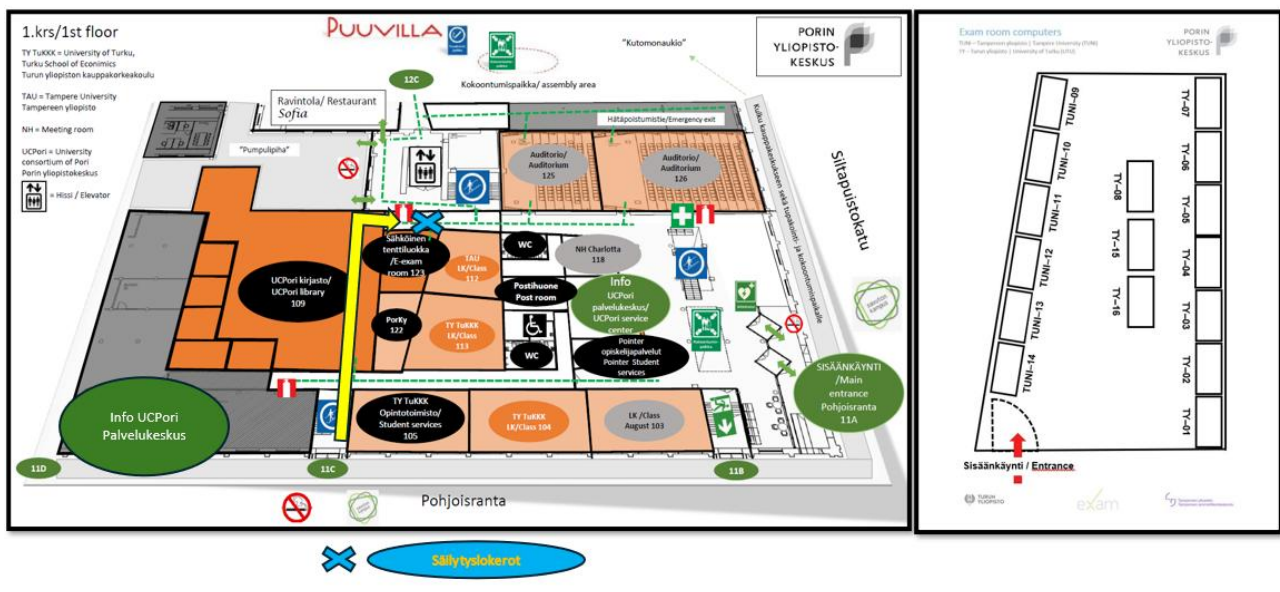 1.krs/1st floor
TY TuKKK = University of Turku,
Turku School of Econimics
Turun yliopiston kauppakorkeakoulu
TAU = Tampere University
Tampereen yliopisto
NH = Meeting room
UCPori = University
consortium of Pori
Porin yliopistokeskus
= Hissi / Elevator
PUUVILLA
"Kutomonaukio"
PORIN
YLIOPISTO-
KESKUS
Kokoontumispaikka/ assembly area
12C
Ravintola/ Restaurant
Sofia
Hätäpoistumistie/Emergency exit
"Pumpulipiha"
Auditorio/
Auditorium
125
Auditorio/
Auditorium
126
Kulku kauppakeskukseen sekä tupakointi- ja kokoontumispaikalle
Siltapuistokatu
Sähköinen
tenttiluokka
/E-exam
room 123
TAU
LK/Class
112
WC
NH Charlotta
118
UCPori kirjasto/
UCPori library
109
Postihuone
Post room
Info
UCPori
palvelukeskus/
UCPori service
center
PorKy
122
TY TuKKK
LK/Class
113
WC
Pointer
opiskelijapalvelut
Pointer Student
services
SISÄÄNKÄYNTI
/Main
entrance
Pohjoisranta
11A
Info UCPori
Palvelukeskus
TY TuKKK
Opintotoimisto/
Student services
105
TY TuKKK
LK/Class 104
LK /Class
August 103
11D
11C
11B
Pohjoisranta
Säilytyslokerot
Exam room computers
TUNI – Tampereen yliopisto | Tampere University (TUNI)
TY – Turun yliopisto | University of Turku (UTU)
PORIN
YLIOPISTO-
KESKUS
TUNI–09
TUNI–10
TUNI–11
TUNI–12
TUNI–13
TUNI–14
TY–08
TY–15
TY–16
TY–07
TY–06
TY–05
TY–04
TY–03
TY–02
TY–01
Sisäänkäynti / Entrance
TURUN
YLIOPISTO
exam